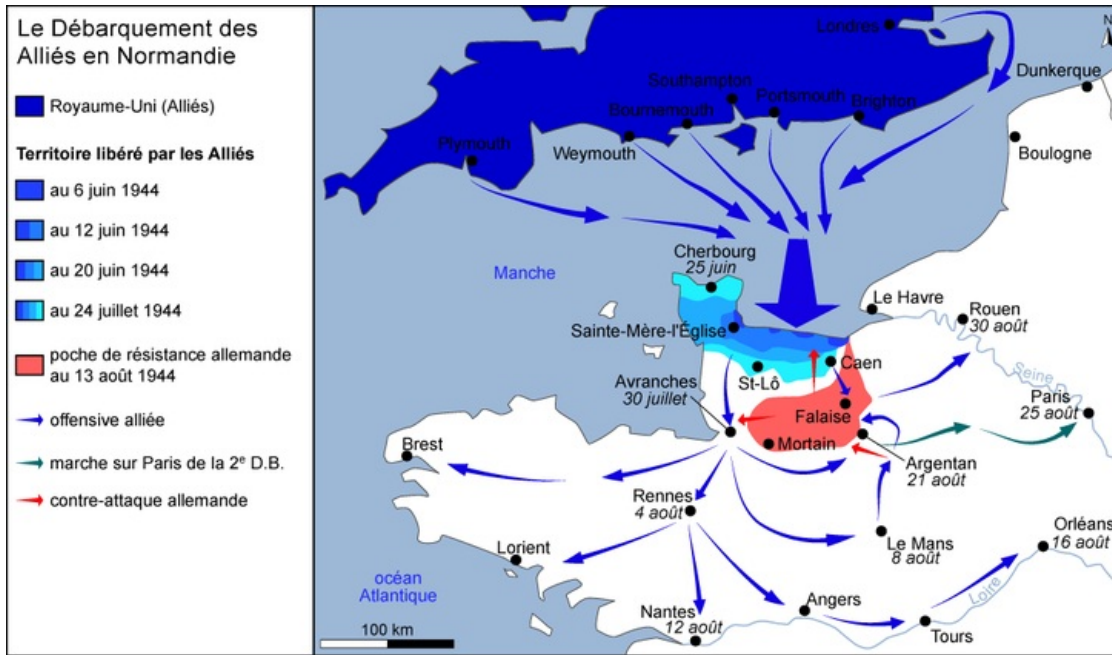 Le Débarquement des
Alliés en Normandie
Royaume-Uni (Alliés)
Territoire libéré par les Alliés
au 6 juin 1944
au 12 juin 1944
au 20 juin 1944
au 24 juillet 1944
poche de résistance allemande
au 13 août 1944
offensive alliée
marche sur Paris de la 2e D.B.
contre-attaque allemande
Londres
N
Dunkerque
Southampton
Bournemouth
Portsmouth
Brighton
Plymouth
Weymouth
Boulogne
Manche
Cherbourg
25 juin
Le Havre
Rouen
30 août
Sainte-Mère-l'Église
Caen
St-Lô
Seine
Avranches
30 juillet
Paris
25 août
Falaise
Brest
Mortain
Argentan
21 août
Rennes
4 août
Le Mans
8 août
Orléans
16 août
Lorient
océan
Atlantique
Loire
Nantes
12 août
Angers
Tours
100 km